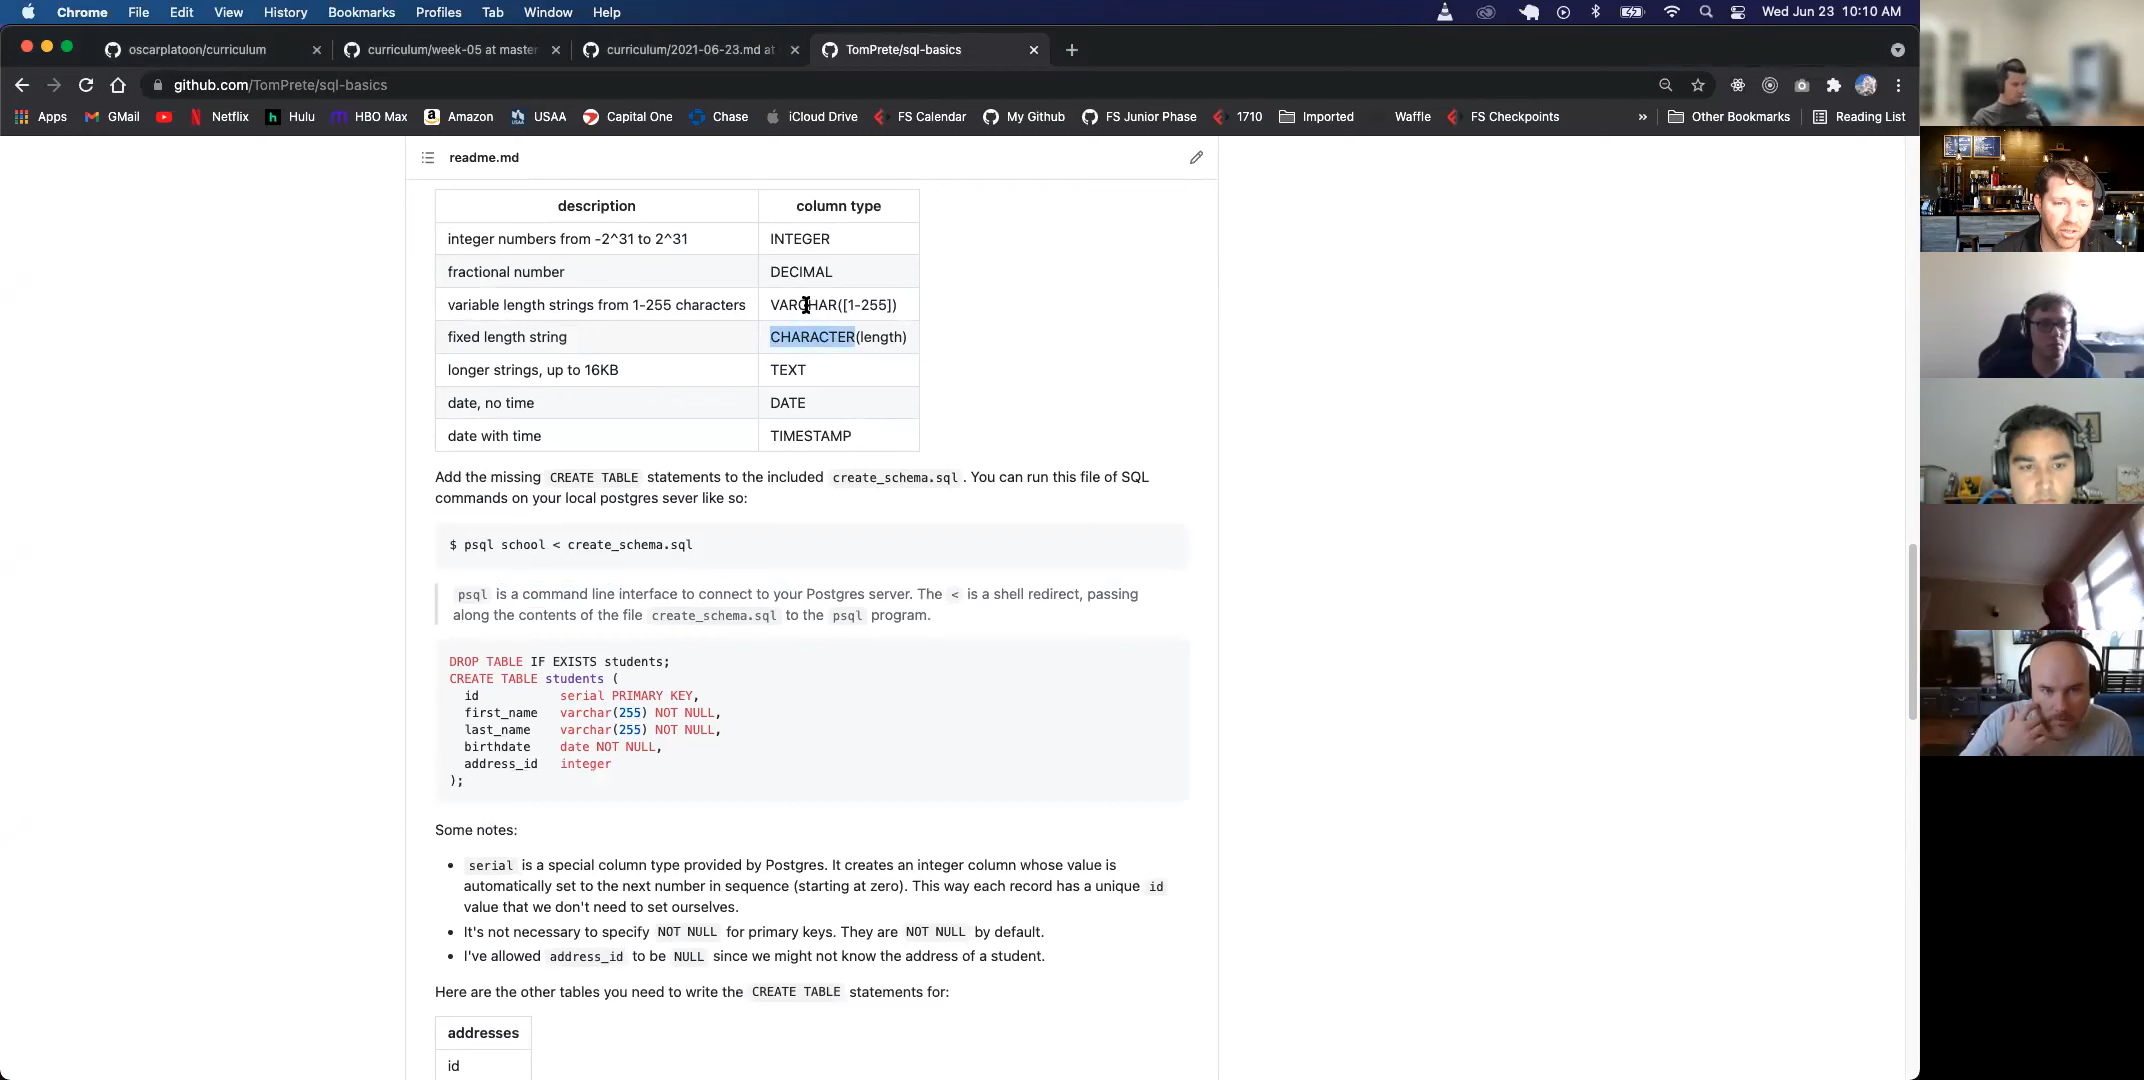 Chrome File Edit View History Bookmarks Profiles Tab Window Help Wed Jun 23 10:10 AM
oscarplatoon/curriculum curriculum/week-05 at master curriculum/2021-06-23.md at TomPrete/sql-basics
github.com/TomPrete/sql-basics
Apps GMail Netflix Hulu HBO Max Amazon USAA Capital One Chase iCloud Drive FS Calendar My Github FS Junior Phase 1710 Imported Waffle FS Checkpoints » Other Bookmarks Reading List
readme.md
description column type
integer numbers from -2^31 to 2^31 INTEGER
fractional number DECIMAL
variable length strings from 1-255 characters VARCHAR([1-255])
fixed length string CHARACTER(length)
longer strings, up to 16KB TEXT
date, no time DATE
date with time TIMESTAMP
Add the missing CREATE TABLE statements to the included create_schema.sql . You can run this file of SQL
commands on your local postgres sever like so:
$ psql school < create_schema.sql
psql is a command line interface to connect to your Postgres server. The < is a shell redirect, passing
along the contents of the file create_schema.sql to the psql program.
DROP TABLE IF EXISTS students;
CREATE TABLE students (
id serial PRIMARY KEY,
first_name varchar(255) NOT NULL,
last_name varchar(255) NOT NULL,
birthdate date NOT NULL,
address_id integer
);
Some notes:
• serial is a special column type provided by Postgres. It creates an integer column whose value is
automatically set to the next number in sequence (starting at zero). This way each record has a unique id
value that we don't need to set ourselves.
• It's not necessary to specify NOT NULL for primary keys. They are NOT NULL by default.
• I've allowed address_id to be NULL since we might not know the address of a student.
Here are the other tables you need to write the CREATE TABLE statements for:
addresses
id